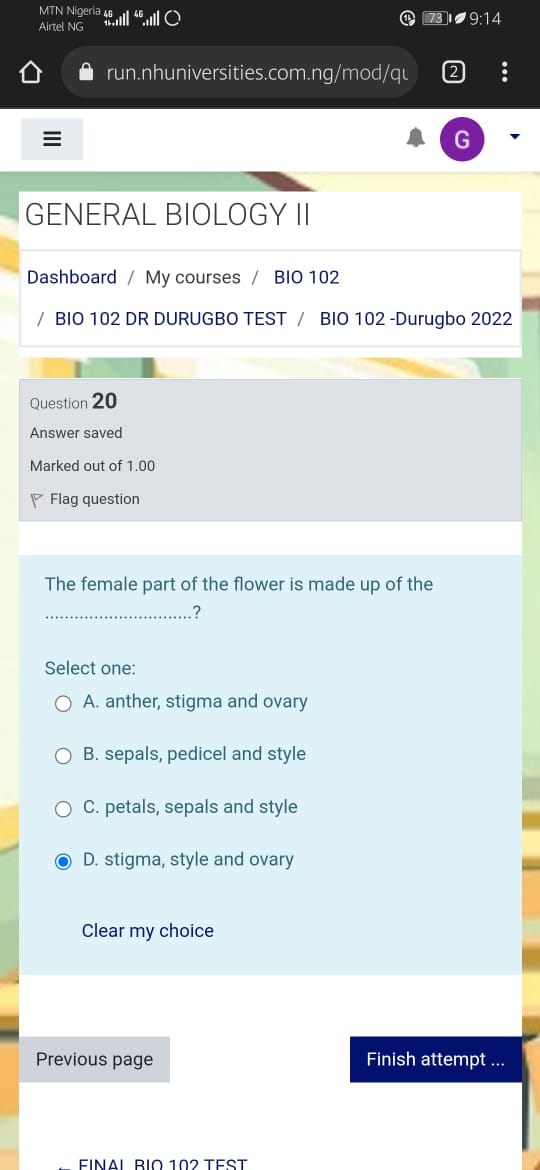 MTN Nigeria
Airtel NG
4G
4G
73
9:14
run.nhuniversities.com.ng/mod/qu
2
G
GENERAL BIOLOGY II
Dashboard / My courses / BIO 102
/ BIO 102 DR DURUGBO TEST / BIO 102 -Durugbo 2022
Question 20
Answer saved
Marked out of 1.00
Flag question
The female part of the flower is made up of the
..............................?
Select one:
A. anther, stigma and ovary
B. sepals, pedicel and style
C. petals, sepals and style
D. stigma, style and ovary
Clear my choice
Previous page
Finish attempt ...
← FINAL BIO 102 TEST